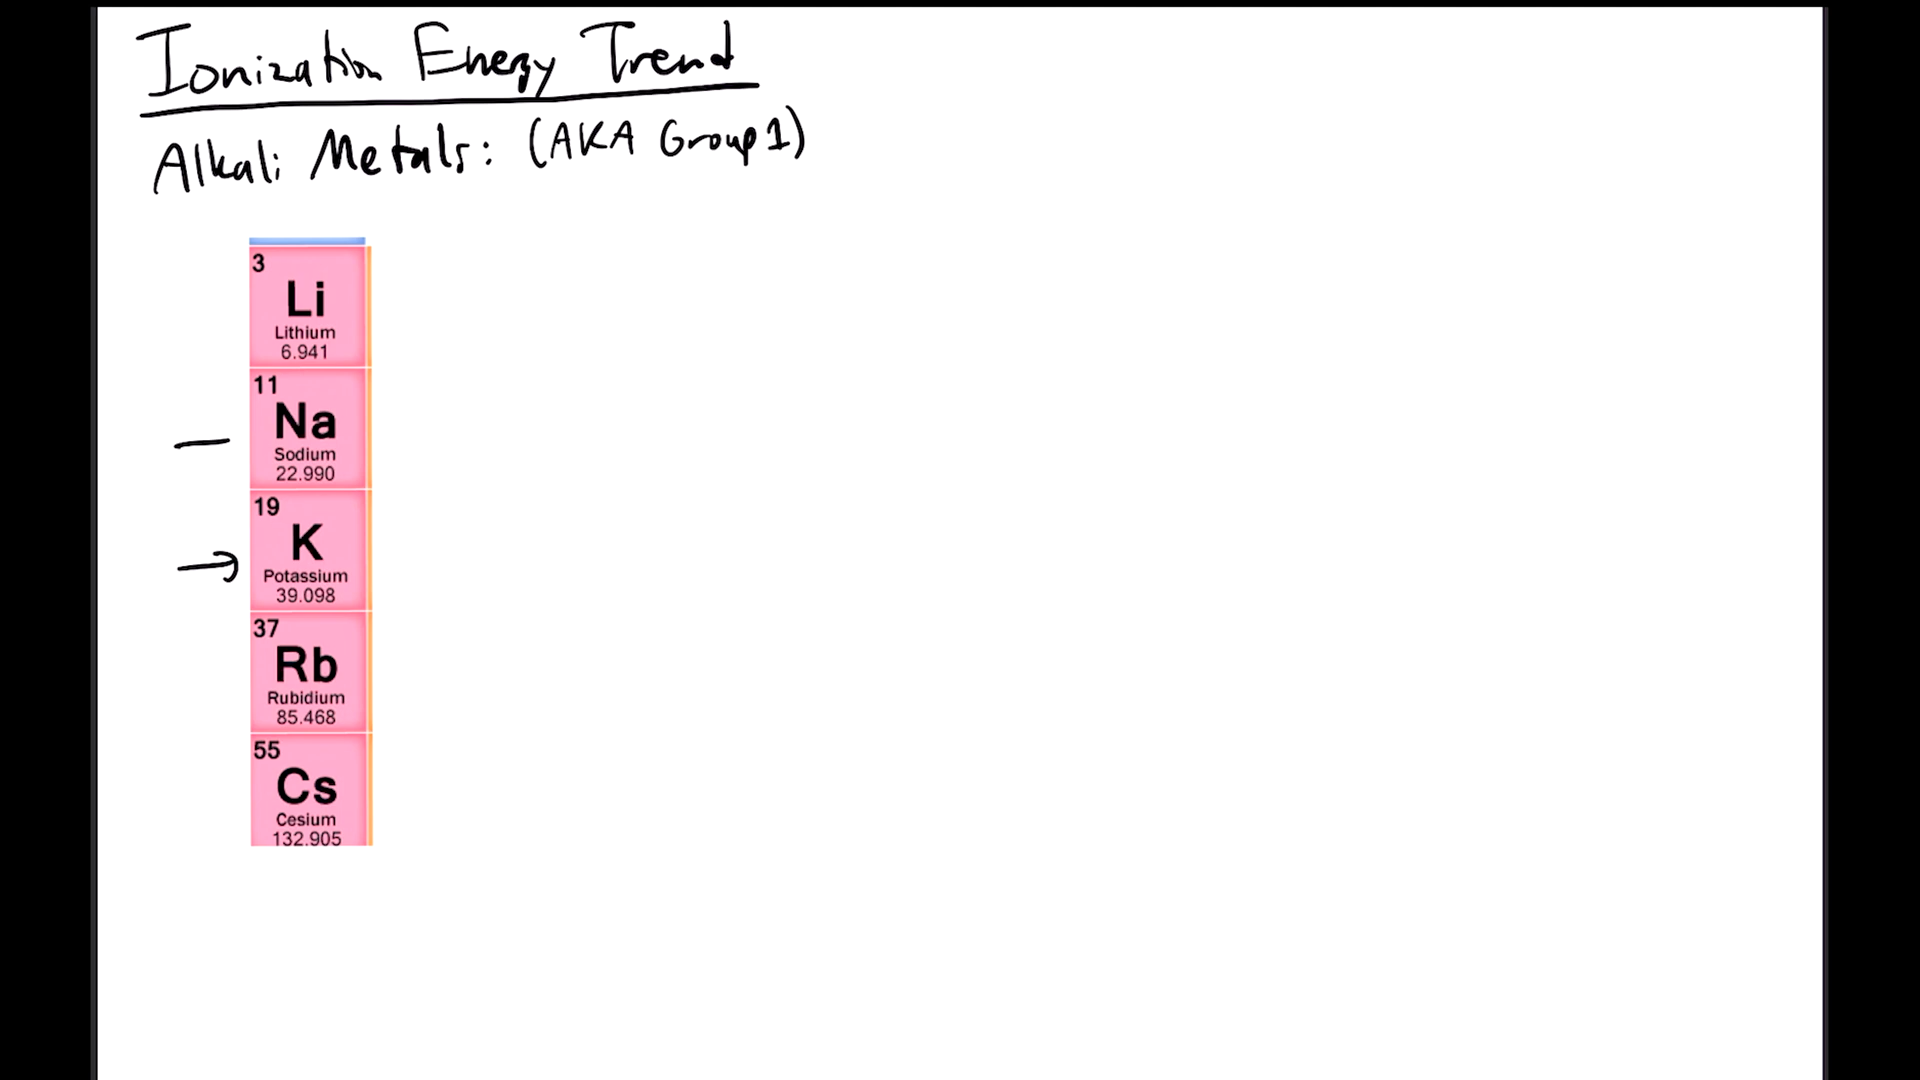 Ionization Energy Trend
Alkali Metals: (AKA Group 1)
3
Li
Lithium
6.941
11
Na
Sodium
22.990
19
K
Potassium
39.098
37
Rb
Rubidium
85.468
55
Cs
Cesium
132.905